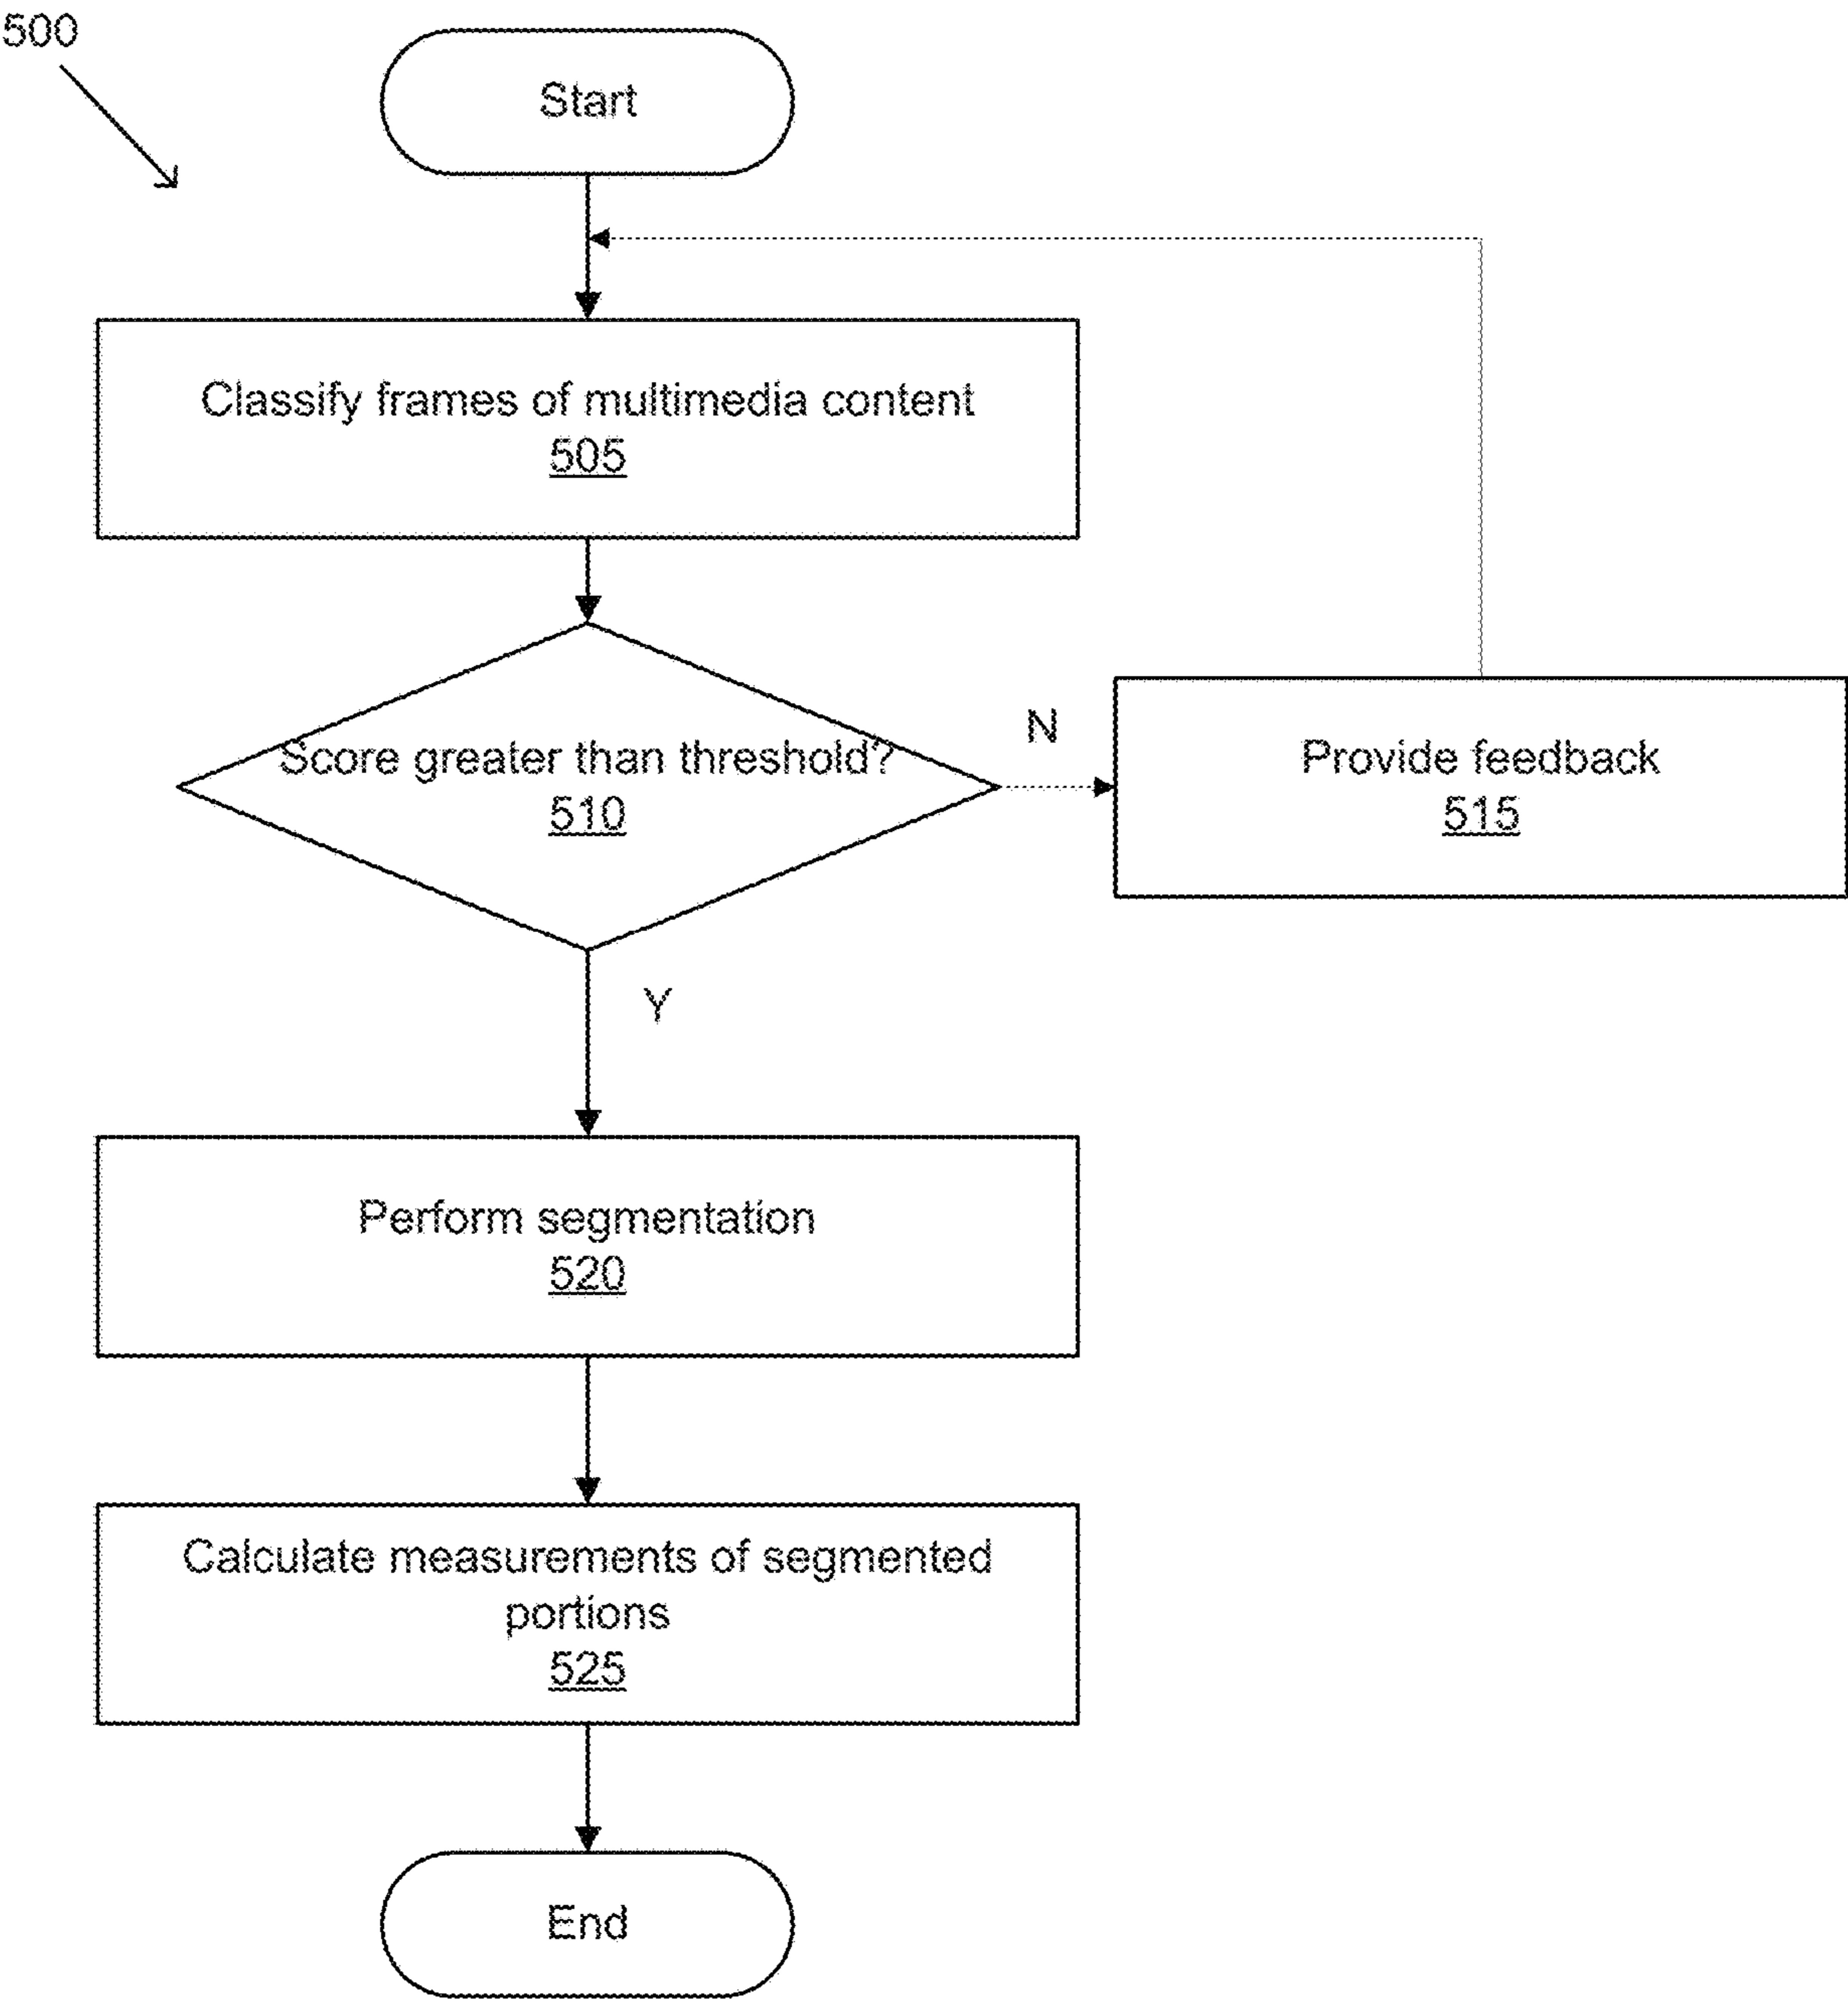 500
Start
Classify frames of multimedia content
505
Score greater than threshold?
510
N
Provide feedback
515
Y
Perform segmentation
520
Calculate measurements of segmented
portions
525
End